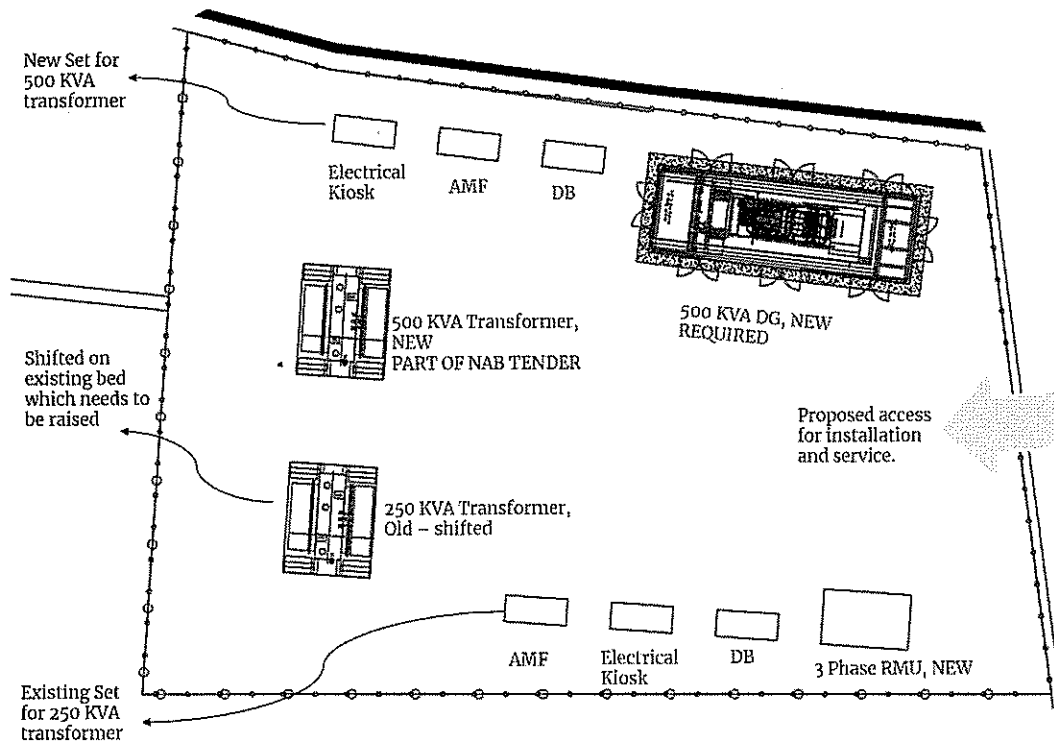 New Set for
500 KVA
transformer
Electrical
Kiosk
AMF
DB
500 KVA DG, NEW
REQUIRED
500 KVA Transformer,
NEW
PART OF NAB TENDER
Shifted on
existing bed
which needs to
be raised
Proposed access
for installation
and service.
250 KVA Transformer,
Old – shifted
AMF
Electrical
Kiosk
DB
3 Phase RMU, NEW
Existing Set
for 250 KVA
transformer